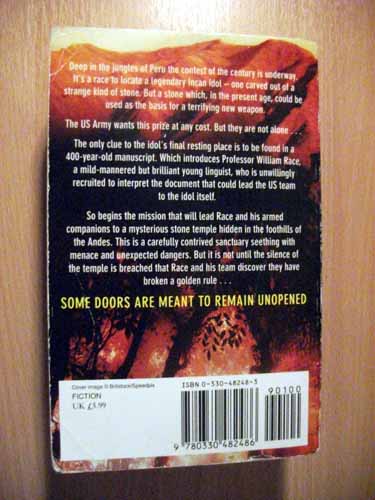 Deep in the jungles of Peru the contest of the century is underway.
It's a race to locate a legendary Incan idol – one carved out of a
strange kind of stone. But a stone which, in the present age, could be
used as the basis for a terrifying new weapon.
The US Army wants this prize at any cost. But they are not alone . . .
The only clue to the idol's final resting place is to be found in a
400-year-old manuscript. Which introduces Professor William Race,
a mild-mannered but brilliant young linguist, who is unwillingly
recruited to interpret the document that could lead the US team
to the idol itself.
So begins the mission that will lead Race and his armed
companions to a mysterious stone temple hidden in the foothills of
the Andes. This is a carefully contrived sanctuary seething with
menace and unexpected dangers. But it is not until the silence of
the temple is breached that Race and his team discover they have
broken a golden rule . . .
SOME DOORS ARE MEANT TO REMAIN UNOPENED
Cover image © Britstock/Speedpix
FICTION
UK £5.99
ISBN 0-330-48248-3
90100
9 780330 482486